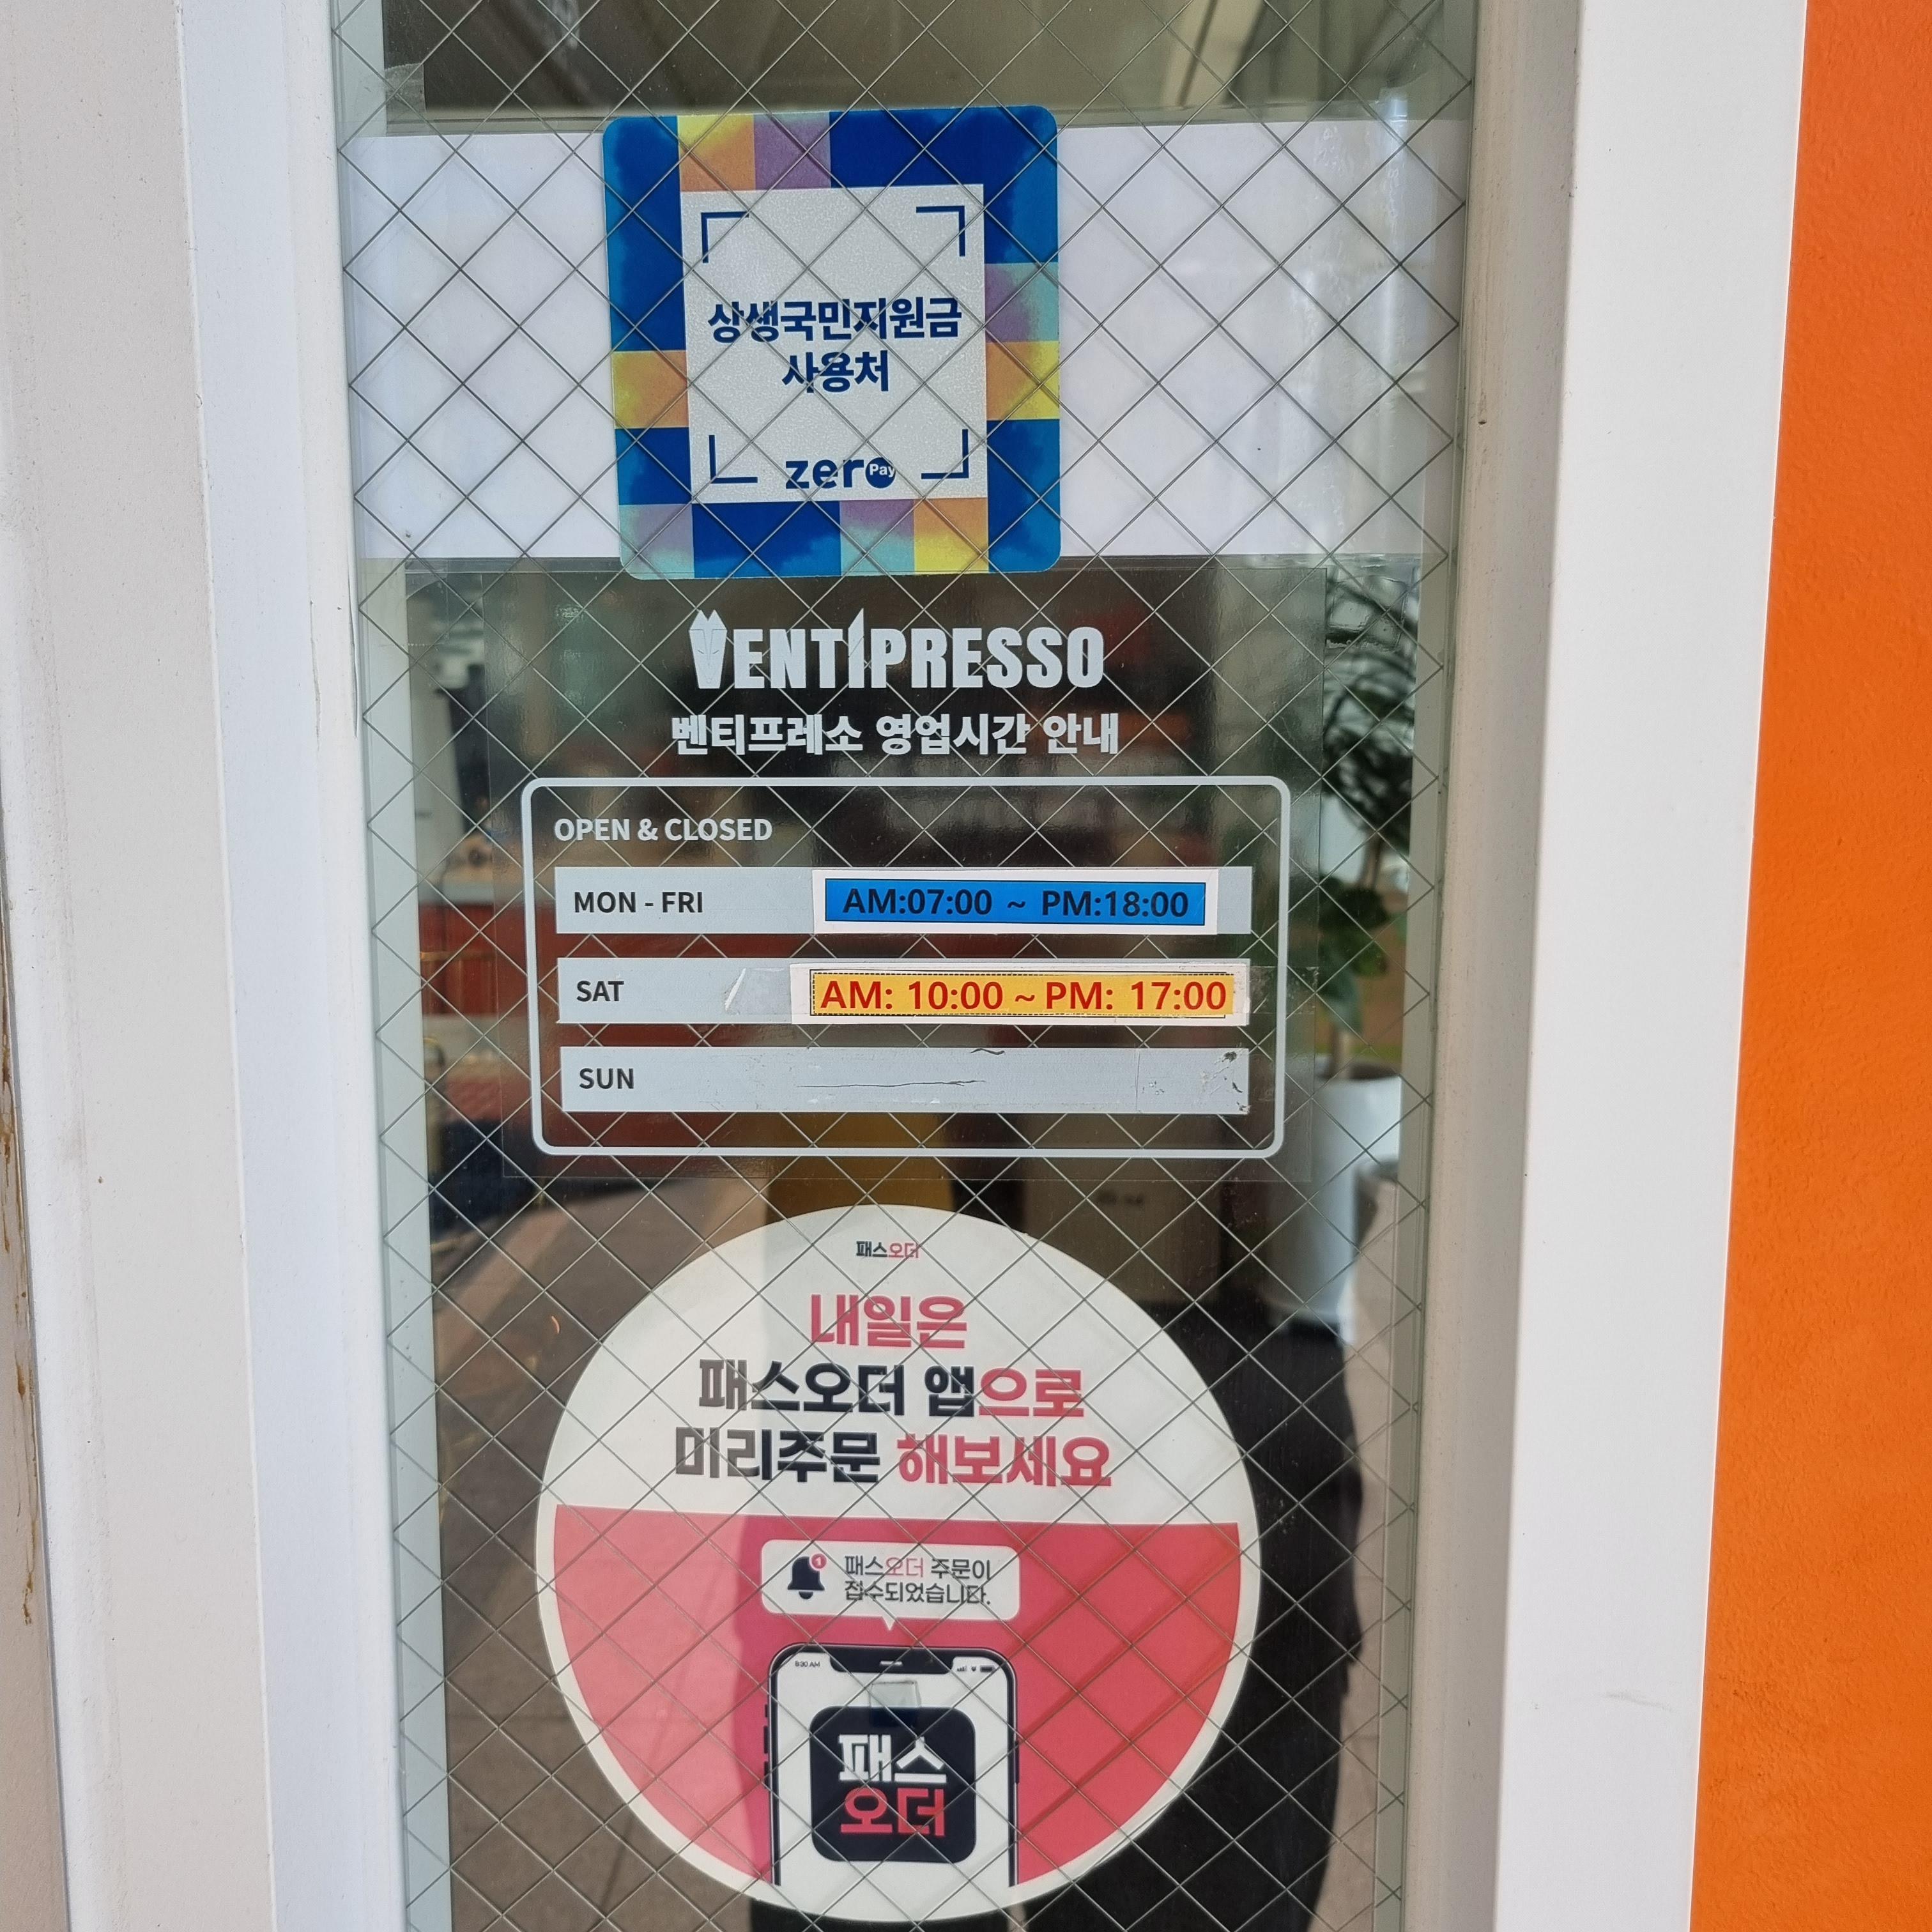 상생국민지원금
사용처
zero Pay
VENTIPRESSO
벤티프레소 영업시간 안내
OPEN & CLOSED
MON - FRI AM:07:00 ~ PM:18:00
SAT AM: 10:00 ~ PM: 17:00
SUN
패스오더
내일은
패스오더 앱으로
미리주문 해보세요
1
패스오더 주문이
접수되었습니다.
9:30 AM
패스
오더